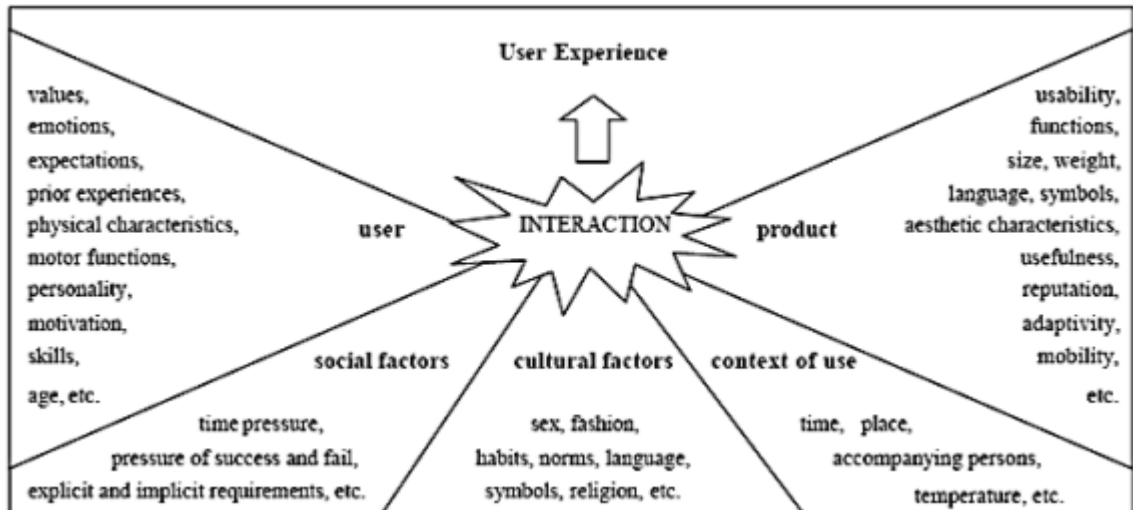 User Experience
values,
emotions,
expectations,
prior experiences,
physical characteristics,
motor functions,
personality,
motivation,
skills,
age, etc.
user
INTERACTION
product
usability,
functions,
size, weight,
language, symbols,
aesthetic characteristics,
usefulness,
reputation,
adaptivity,
mobility,
etc.
social factors
time pressure,
pressure of success and fail,
explicit and implicit requirements, etc.
cultural factors
sex, fashion,
habits, norms, language,
symbols, religion, etc.
context of use
time, place,
accompanying persons,
temperature, etc.